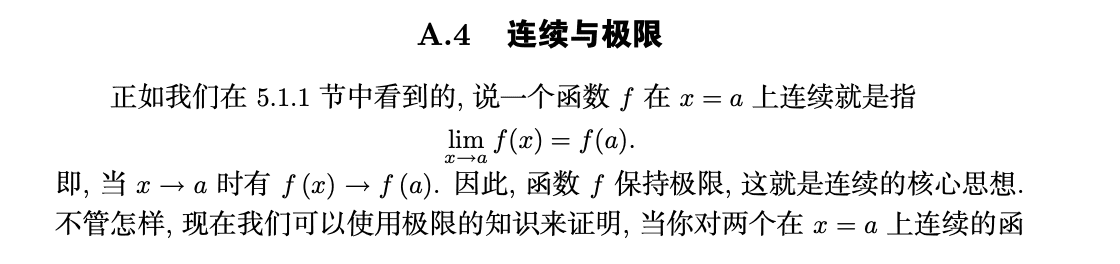 A.4 连续与极限
正如我们在 5.1.1 节中看到的, 说一个函数 f 在 x = a 上连续就是指
lim f(x) = f(a).
x→a
即, 当 x → a 时有 f (x) → f (a). 因此, 函数 f 保持极限, 这就是连续的核心思想.
不管怎样, 现在我们可以使用极限的知识来证明, 当你对两个在 x = a 上连续的函